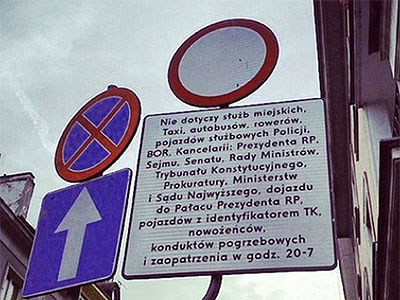 Nie dotyczy służb miejskich,
Taxi, autobusów, rowerów,
pojazdów służbowych Policji,
BOR, Kancelarii: Prezydenta RP,
Sejmu, Senatu, Rady Ministrów,
Trybunału Konstytucyjnego,
Prokuratury, Ministerstw
i Sądu Najwyższego, dojazdu
do Pałacu Prezydenta RP,
pojazdów z identyfikatorem TK,
nowożeńców,
konduktów pogrzebowych
i zaopatrzenia w godz. 20-7